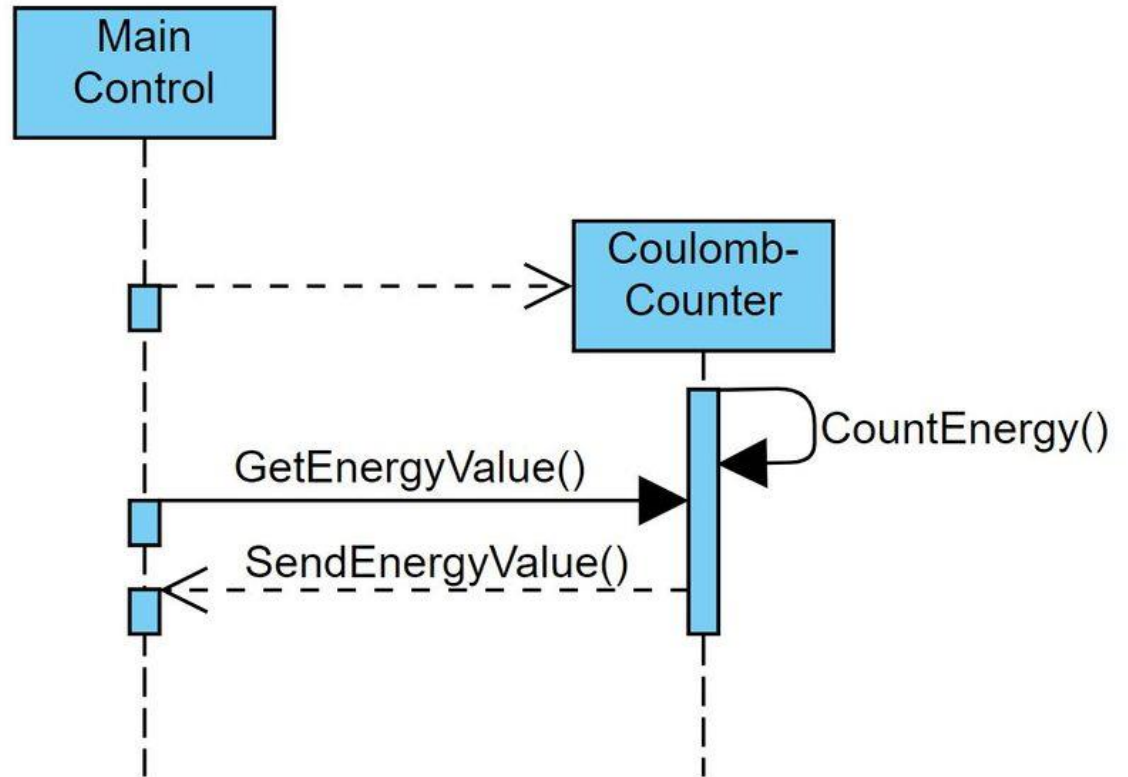 Main
Control
Coulomb-
Counter
CountEnergy()
GetEnergyValue()
SendEnergyValue()